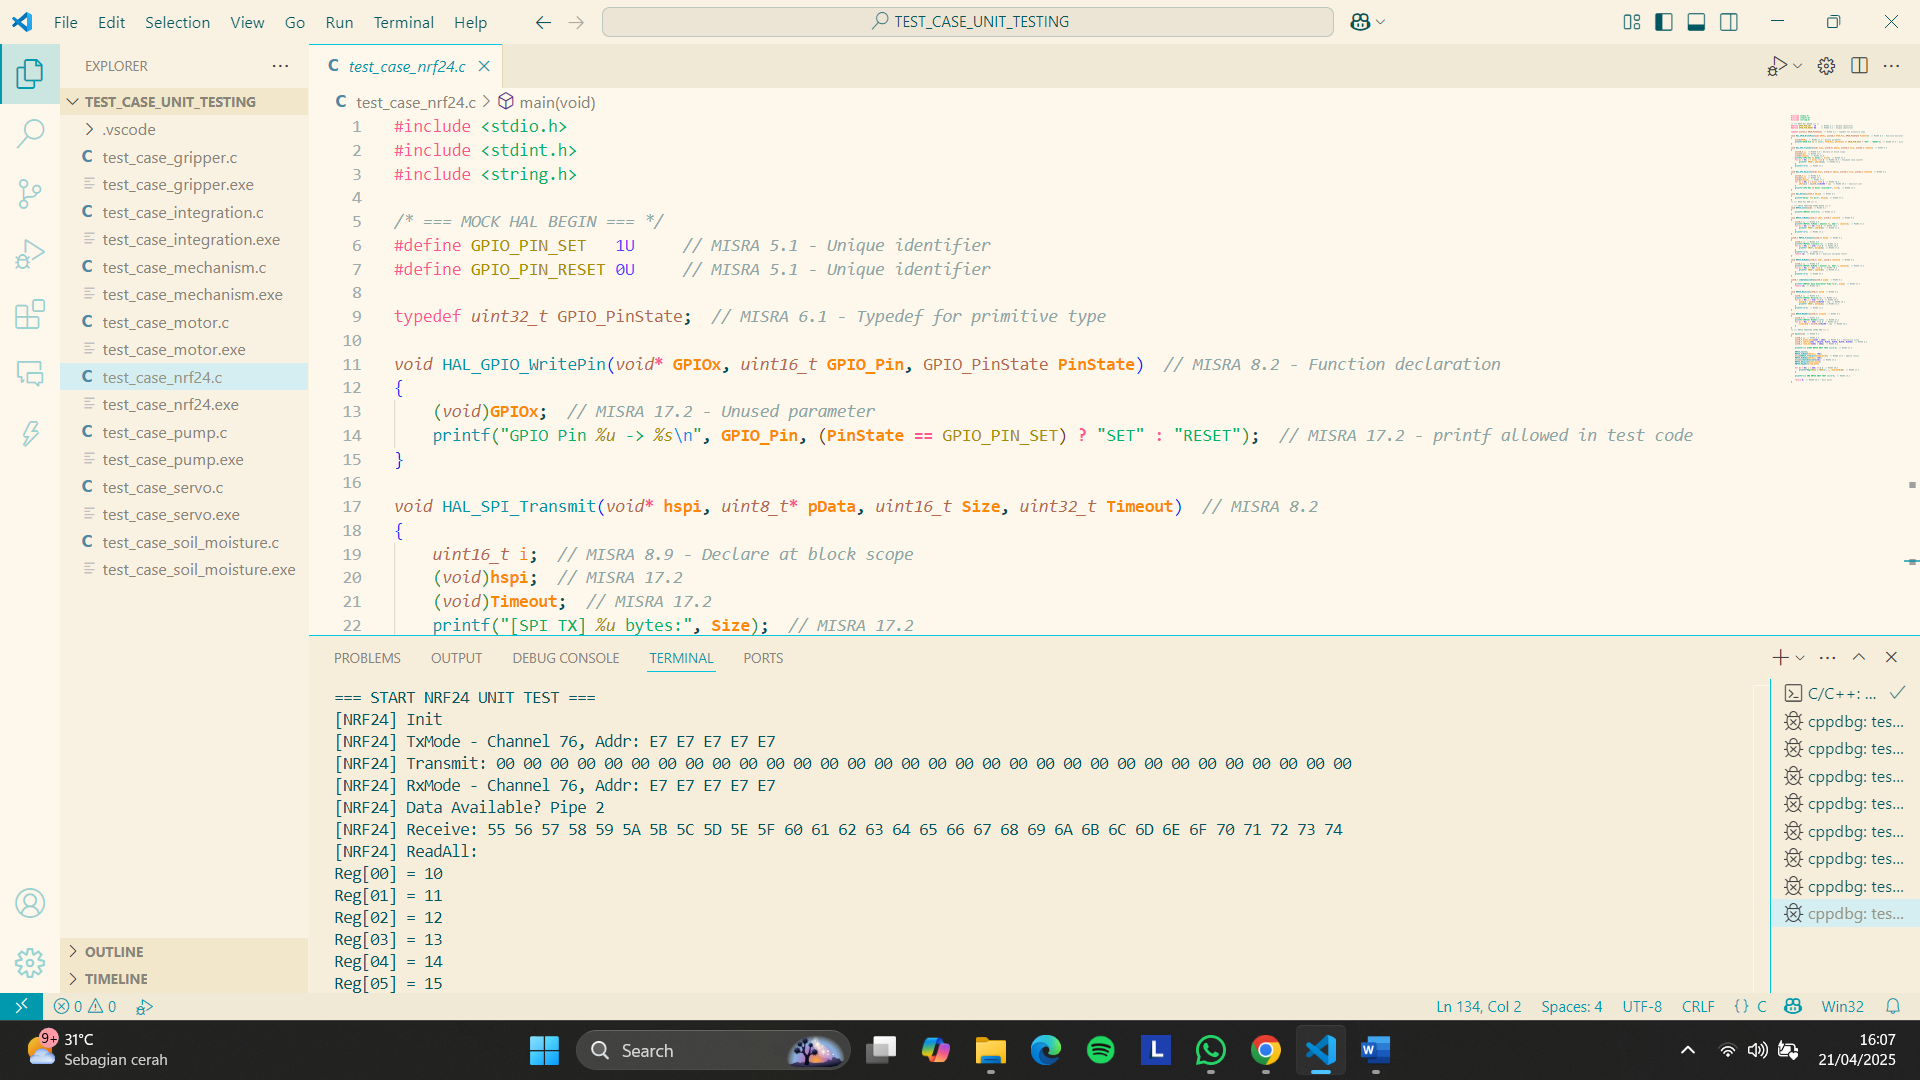 File Edit Selection View Go Run Terminal Help
TEST_CASE_UNIT_TESTING
EXPLORER
TEST_CASE_UNIT_TESTING
.vscode
C test_case_gripper.c
test_case_gripper.exe
C test_case_integration.c
test_case_integration.exe
C test_case_mechanism.c
test_case_mechanism.exe
C test_case_motor.c
test_case_motor.exe
C test_case_nrf24.c
test_case_nrf24.exe
C test_case_pump.c
test_case_pump.exe
C test_case_servo.c
test_case_servo.exe
C test_case_soil_moisture.c
test_case_soil_moisture.exe
OUTLINE
TIMELINE
C test_case_nrf24.c
C test_case_nrf24.c > main(void)
1 #include <stdio.h>
2 #include <stdint.h>
3 #include <string.h>
4
5 /* === MOCK HAL BEGIN === */
6 #define GPIO_PIN_SET   1U     // MISRA 5.1 - Unique identifier
7 #define GPIO_PIN_RESET 0U     // MISRA 5.1 - Unique identifier
8
9 typedef uint32_t GPIO_PinState;  // MISRA 6.1 - Typedef for primitive type
10
11 void HAL_GPIO_WritePin(void* GPIOx, uint16_t GPIO_Pin, GPIO_PinState PinState)  // MISRA 8.2 - Function declaration
12 {
13     (void)GPIOx;  // MISRA 17.2 - Unused parameter
14     printf("GPIO Pin %u -> %s\n", GPIO_Pin, (PinState == GPIO_PIN_SET) ? "SET" : "RESET");  // MISRA 17.2 - printf allowed in test code
15 }
16
17 void HAL_SPI_Transmit(void* hspi, uint8_t* pData, uint16_t Size, uint32_t Timeout)  // MISRA 8.2
18 {
19     uint16_t i;  // MISRA 8.9 - Declare at block scope
20     (void)hspi;  // MISRA 17.2
21     (void)Timeout;  // MISRA 17.2
22     printf("[SPI TX] %u bytes:", Size);  // MISRA 17.2
PROBLEMS OUTPUT DEBUG CONSOLE TERMINAL PORTS
=== START NRF24 UNIT TEST ===
[NRF24] Init
[NRF24] TxMode - Channel 76, Addr: E7 E7 E7 E7 E7
[NRF24] Transmit: 00 00 00 00 00 00 00 00 00 00 00 00 00 00 00 00 00 00 00 00 00 00 00 00 00 00 00 00 00 00 00 00
[NRF24] RxMode - Channel 76, Addr: E7 E7 E7 E7 E7
[NRF24] Data Available? Pipe 2
[NRF24] Receive: 55 56 57 58 59 5A 5B 5C 5D 5E 5F 60 61 62 63 64 65 66 67 68 69 6A 6B 6C 6D 6E 6F 70 71 72 73 74
[NRF24] ReadAll:
Reg[00] = 10
Reg[01] = 11
Reg[02] = 12
Reg[03] = 13
Reg[04] = 14
Reg[05] = 15
C/C++: ...
cppdbg: tes...
cppdbg: tes...
cppdbg: tes...
cppdbg: tes...
cppdbg: tes...
cppdbg: tes...
cppdbg: tes...
cppdbg: tes...
0 0
Ln 134, Col 2 Spaces: 4 UTF-8 CRLF {} C Win32
9+ 31°C
Sebagian cerah
Search
L
W
16:07
21/04/2025